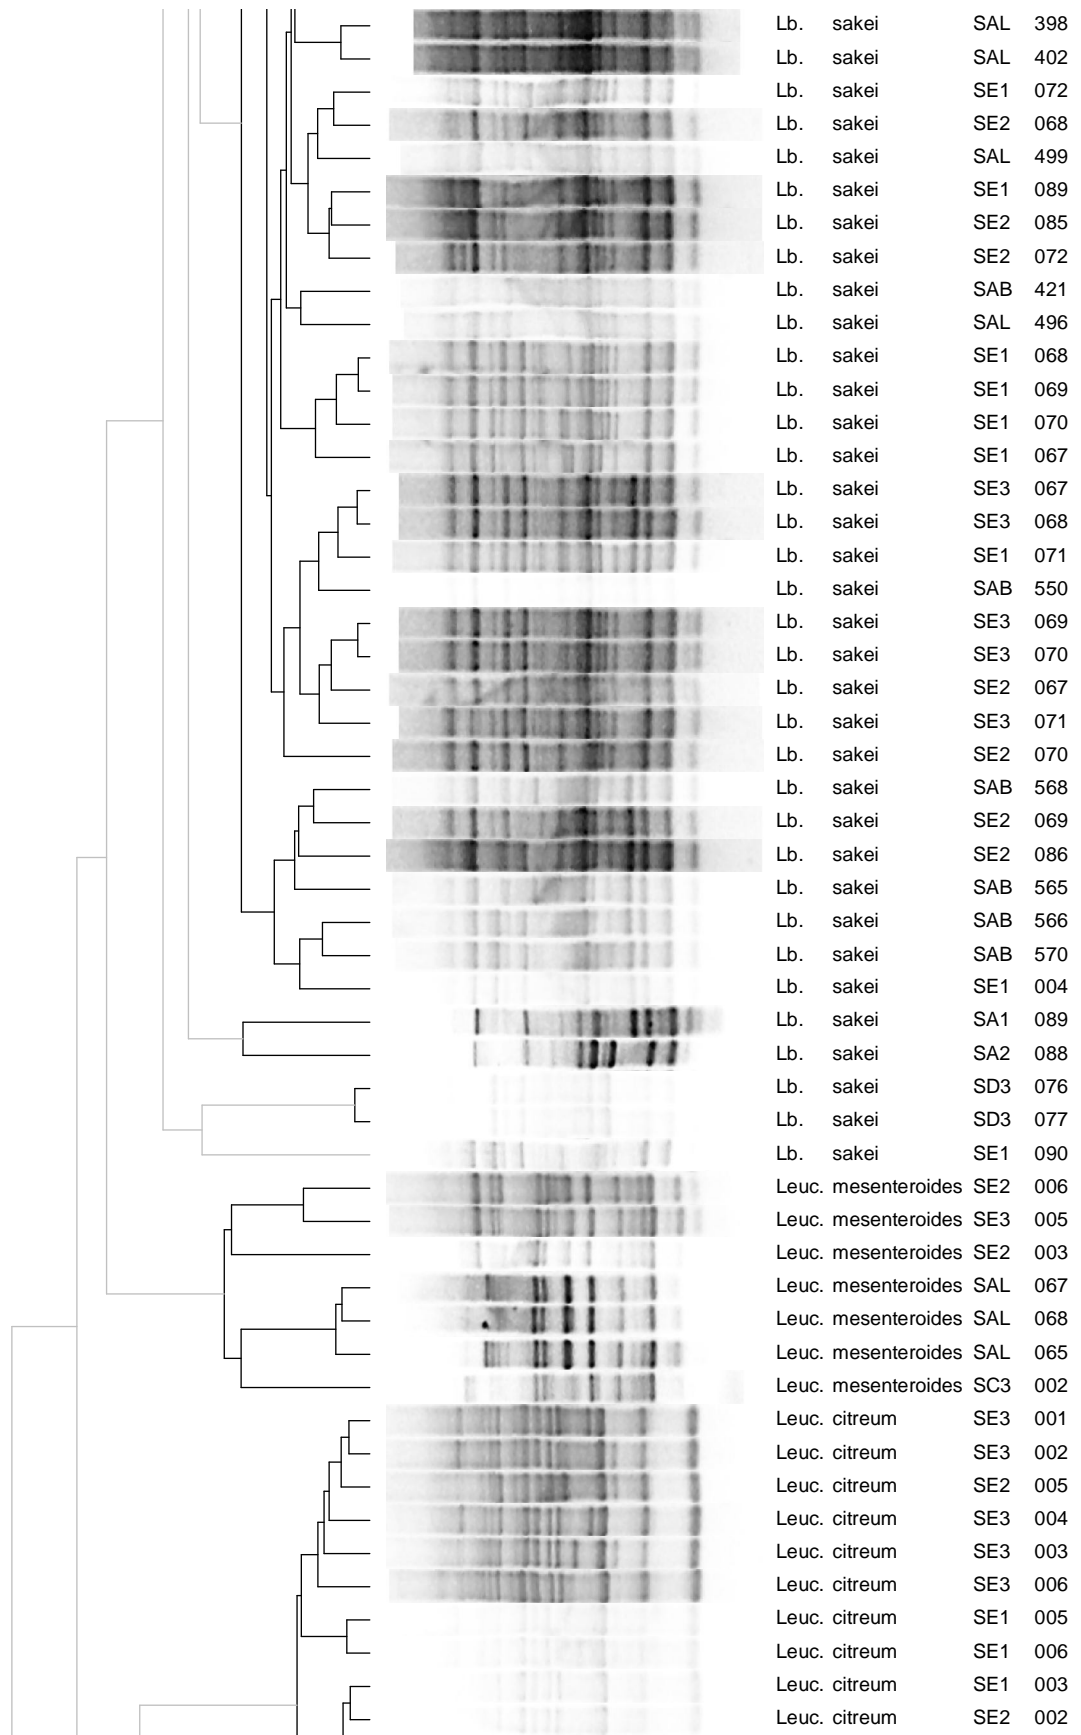 Lb. sakei SAL 398
Lb. sakei SAL 402
Lb. sakei SE1 072
Lb. sakei SE2 068
Lb. sakei SAL 499
Lb. sakei SE1 089
Lb. sakei SE2 085
Lb. sakei SE2 072
Lb. sakei SAB 421
Lb. sakei SAL 496
Lb. sakei SE1 068
Lb. sakei SE1 069
Lb. sakei SE1 070
Lb. sakei SE1 067
Lb. sakei SE3 067
Lb. sakei SE3 068
Lb. sakei SE1 071
Lb. sakei SAB 550
Lb. sakei SE3 069
Lb. sakei SE3 070
Lb. sakei SE2 067
Lb. sakei SE3 071
Lb. sakei SE2 070
Lb. sakei SAB 568
Lb. sakei SE2 069
Lb. sakei SE2 086
Lb. sakei SAB 565
Lb. sakei SAB 566
Lb. sakei SAB 570
Lb. sakei SE1 004
Lb. sakei SA1 089
Lb. sakei SA2 088
Lb. sakei SD3 076
Lb. sakei SD3 077
Lb. sakei SE1 090
Leuc. mesenteroides SE2 006
Leuc. mesenteroides SE3 005
Leuc. mesenteroides SE2 003
Leuc. mesenteroides SAL 067
Leuc. mesenteroides SAL 068
Leuc. mesenteroides SAL 065
Leuc. mesenteroides SC3 002
Leuc. citreum SE3 001
Leuc. citreum SE3 002
Leuc. citreum SE2 005
Leuc. citreum SE3 004
Leuc. citreum SE3 003
Leuc. citreum SE3 006
Leuc. citreum SE1 005
Leuc. citreum SE1 006
Leuc. citreum SE1 003
Leuc. citreum SE2 002